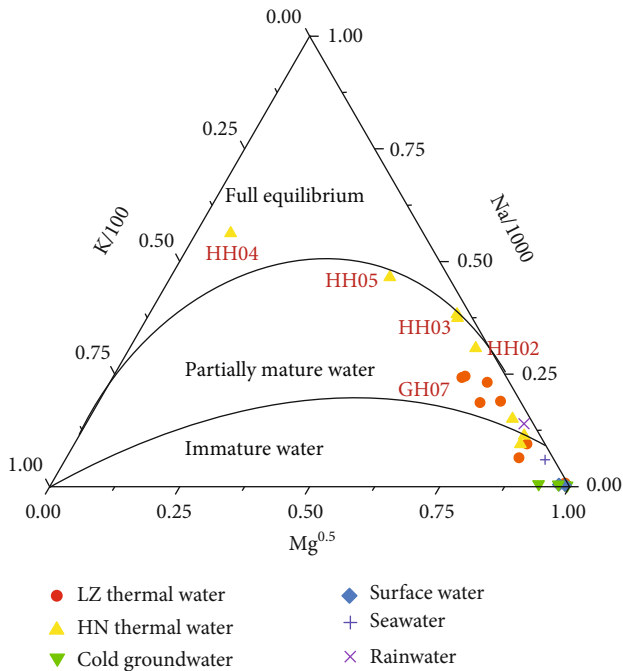 0.00
1.00
0.25
0.75
Full equilibrium
K/100
Na/1000
0.50
HH04
HH05
0.50
HH03
HH02
0.75
Partially mature water
GH07
0.25
Immature water
1.00
0.00
0.00
0.25
0.50
0.75
1.00
Mg^0.5
LZ thermal water
HN thermal water
Cold groundwater
Surface water
Seawater
Rainwater